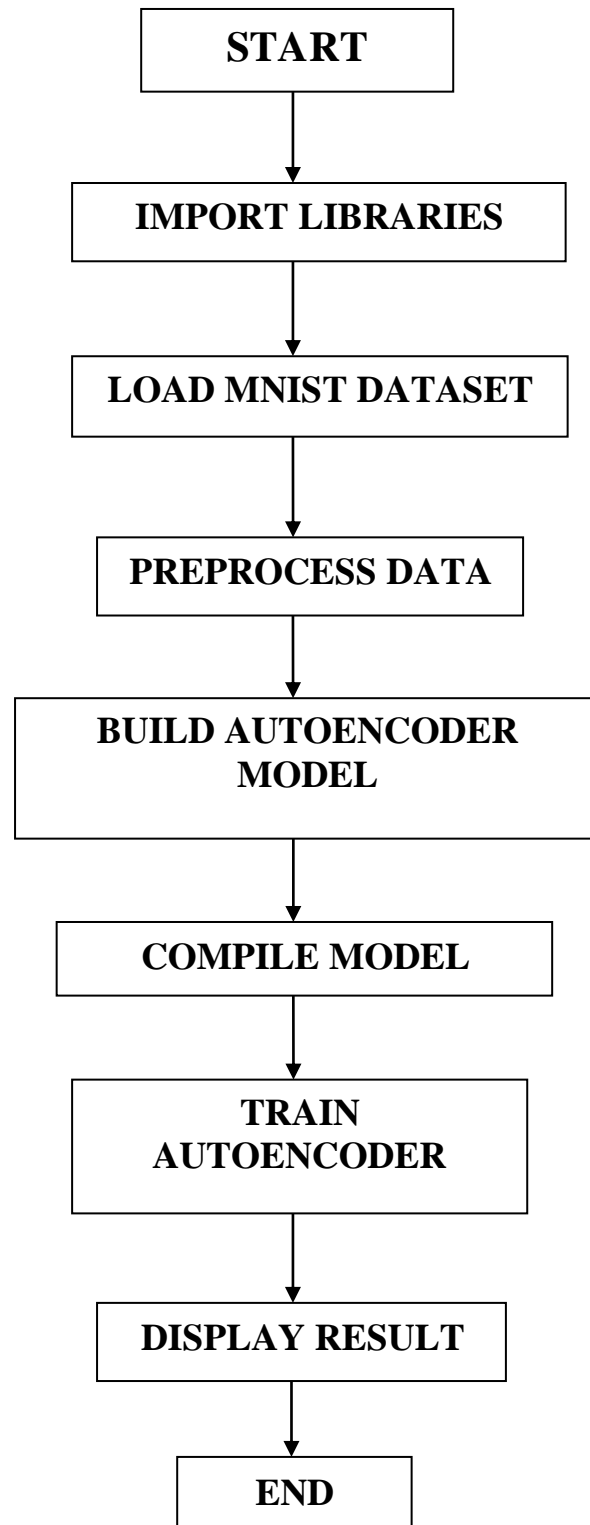 START
IMPORT LIBRARIES
LOAD MNIST DATASET
PREPROCESS DATA
BUILD AUTOENCODER
MODEL
COMPILE MODEL
TRAIN
AUTOENCODER
DISPLAY RESULT
END